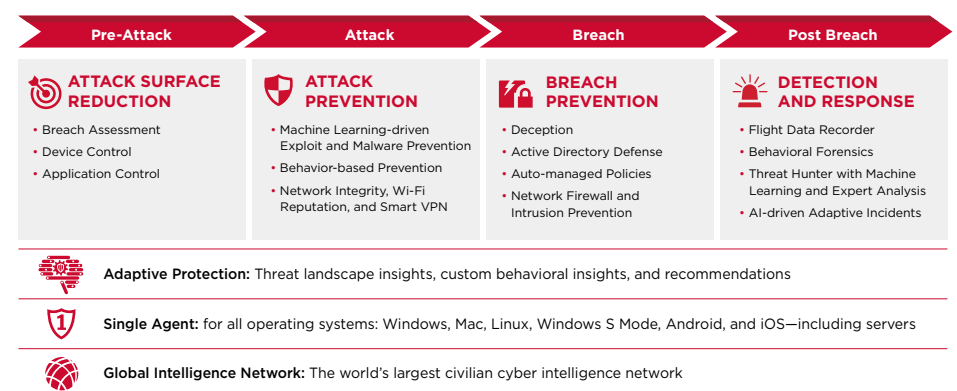 Pre-Attack
Attack
Breach
Post Breach
ATTACK SURFACE
REDUCTION
• Breach Assessment
• Device Control
• Application Control
ATTACK
PREVENTION
• Machine Learning-driven
Exploit and Malware Prevention
• Behavior-based Prevention
• Network Integrity, Wi-Fi
Reputation, and Smart VPN
BREACH
PREVENTION
• Deception
• Active Directory Defense
• Auto-managed Policies
• Network Firewall and
Intrusion Prevention
DETECTION
AND RESPONSE
• Flight Data Recorder
• Behavioral Forensics
• Threat Hunter with Machine
Learning and Expert Analysis
• AI-driven Adaptive Incidents
Adaptive Protection: Threat landscape insights, custom behavioral insights, and recommendations
1
Single Agent: for all operating systems: Windows, Mac, Linux, Windows S Mode, Android, and iOS—including servers
Global Intelligence Network: The world's largest civilian cyber intelligence network